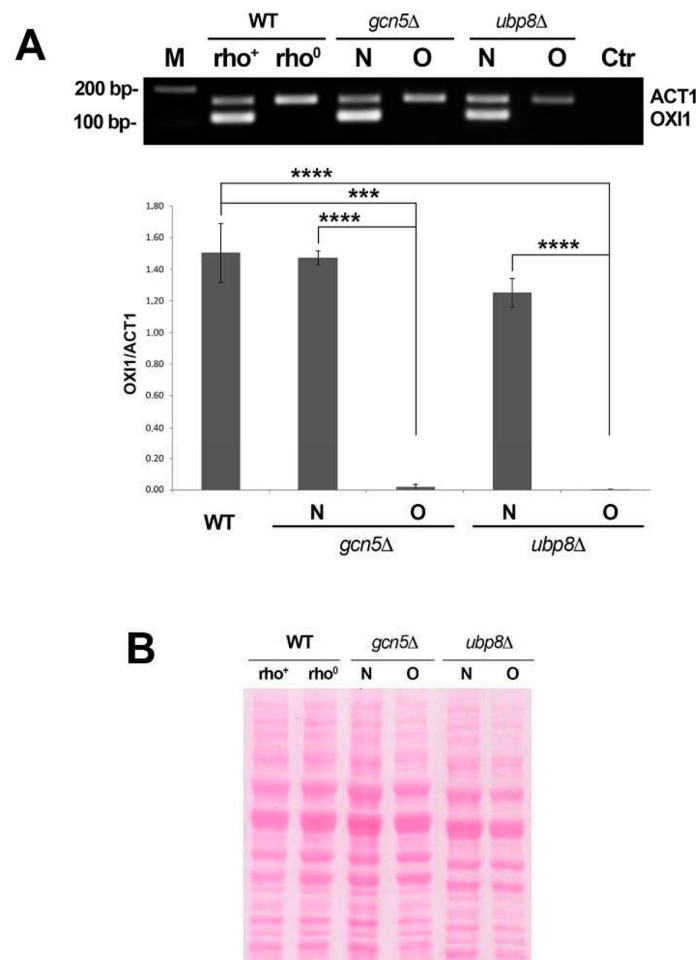 A
WT gcn5Δ ubp8Δ
M rho⁺ rho⁰ N O N O Ctr
200 bp-
ACT1
100 bp-
OXI1
****
***
****
****
1.80
1.60
1.40
1.20
1.00
0.80
0.60
0.40
0.20
0.00
OXI1/ACT1
WT N O N O
gcn5Δ ubp8Δ
B
WT gcn5Δ ubp8Δ
rho⁺ rho⁰ N O N O